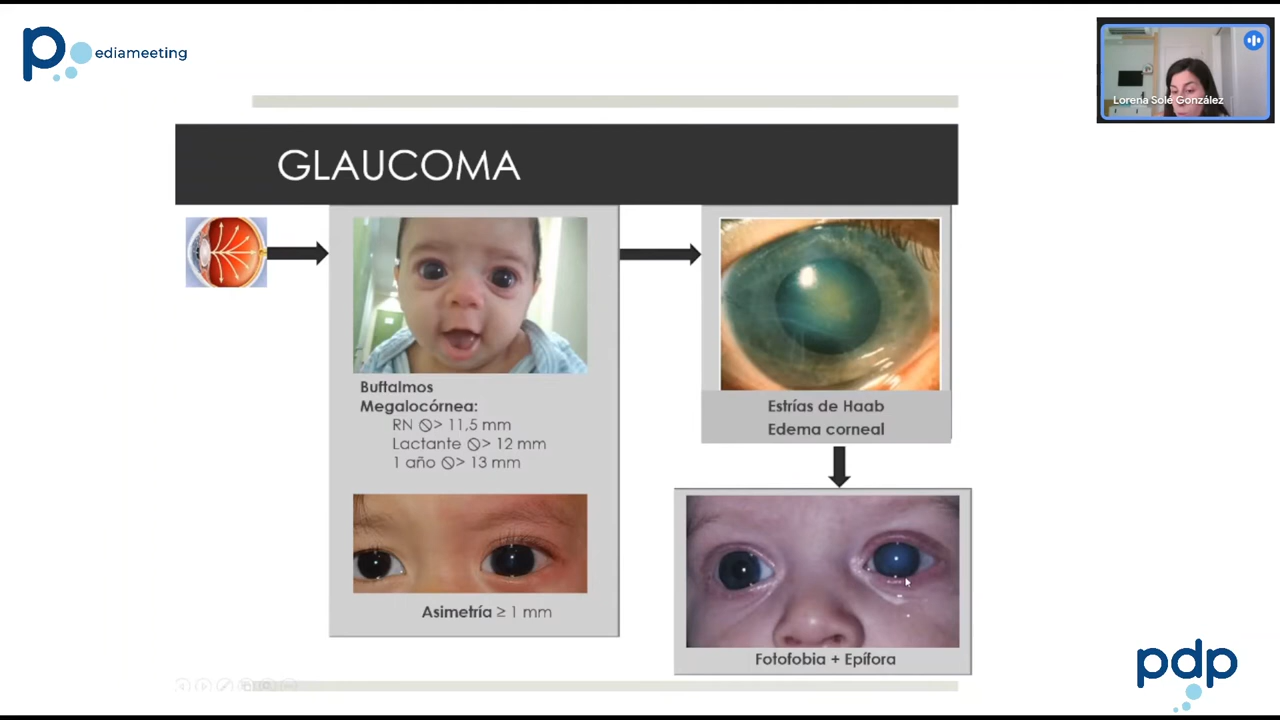 pediameeting
Lorena Solé González
GLAUCOMA
Buftalmos
Megalocórnea:
RN ⦰> 11,5 mm
Lactante ⦰> 12 mm
1 año ⦰> 13 mm
Asimetría ≥ 1 mm
Estrías de Haab
Edema corneal
Fotofobia + Epífora
pdp